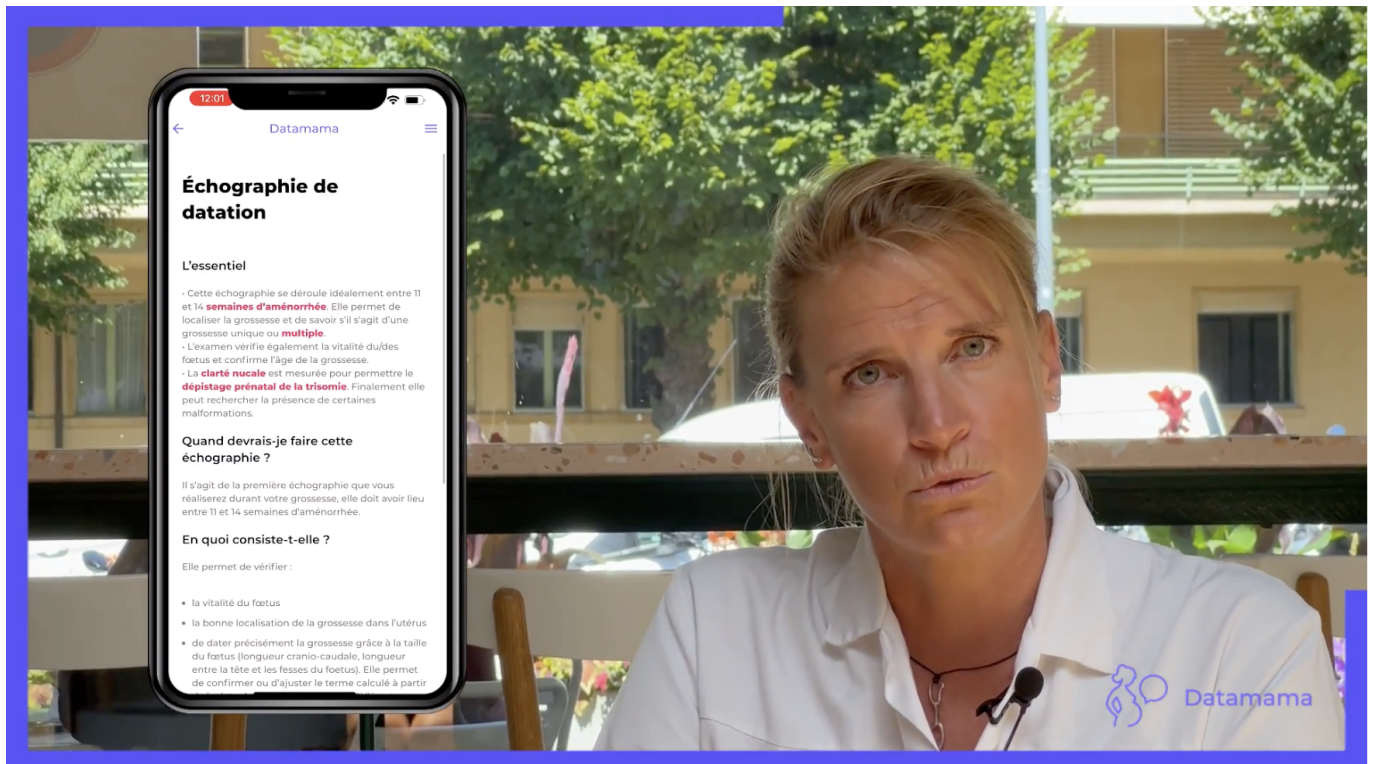 12:01
Datamama
Échographie de
datation
L'essentiel
• Cette échographie se déroule idéalement entre 11
et 14 semaines d'aménorrhée. Elle permet de
localiser la grossesse et de savoir s'il s'agit d'une
grossesse unique ou multiple.
• L'examen vérifie également la vitalité du/des
fœtus et confirme l'âge de la grossesse.
• La clarté nucale est mesurée pour permettre le
dépistage prénatal de la trisomie. Finalement elle
peut rechercher la présence de certaines
malformations.
Quand devrais-je faire cette
échographie ?
Il s'agit de la première échographie que vous
réaliserez durant votre grossesse, elle doit avoir lieu
entre 11 et 14 semaines d'aménorrhée.
En quoi consiste-t-elle ?
Elle permet de vérifier :
• la vitalité du fœtus
• la bonne localisation de la grossesse dans l'utérus
• de dater précisément la grossesse grâce à la taille
du fœtus (longueur cranio-caudale, longueur
entre la tête et les fesses du foetus). Elle permet
de confirmer ou d'ajuster le terme calculé à partir
Datamama